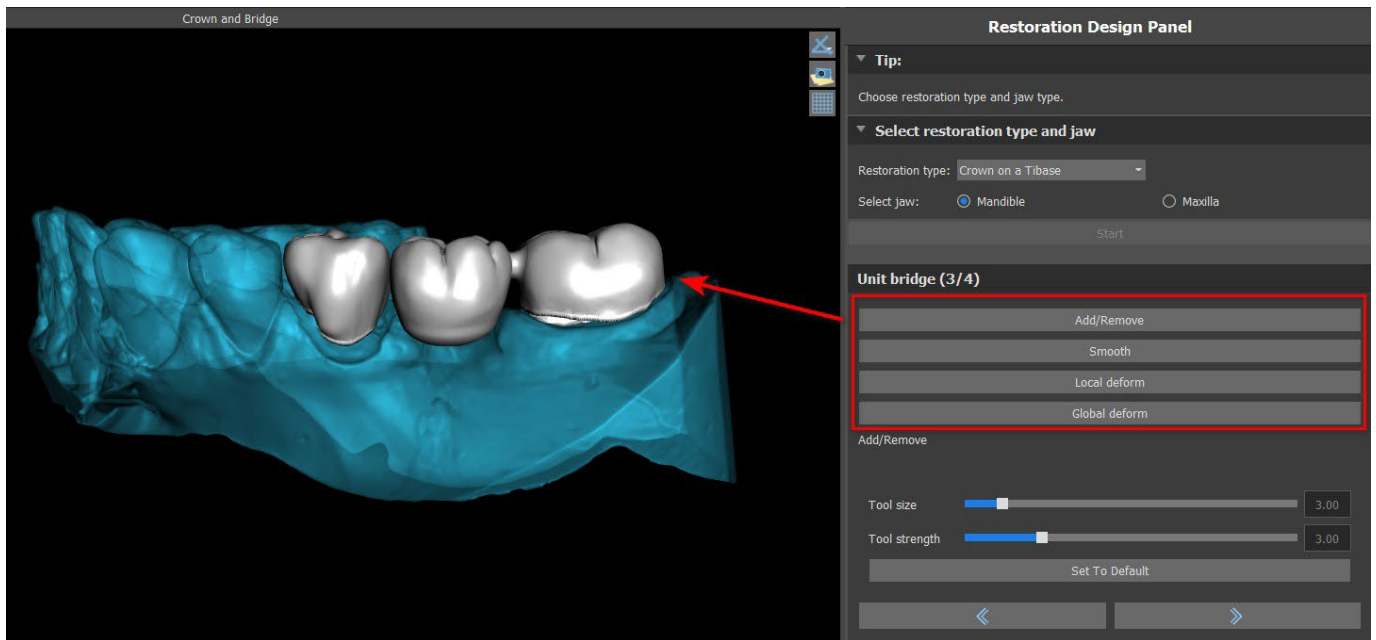 Crown and Bridge
Restoration Design Panel
Tip:
Choose restoration type and jaw type.
Select restoration type and jaw
Restoration type: Crown on a Tibase
Select jaw: Mandible Maxilla
Start
Unit bridge (3/4)
Add/Remove
Smooth
Local deform
Global deform
Add/Remove
Tool size 3.00
Tool strength 3.00
Set To Default